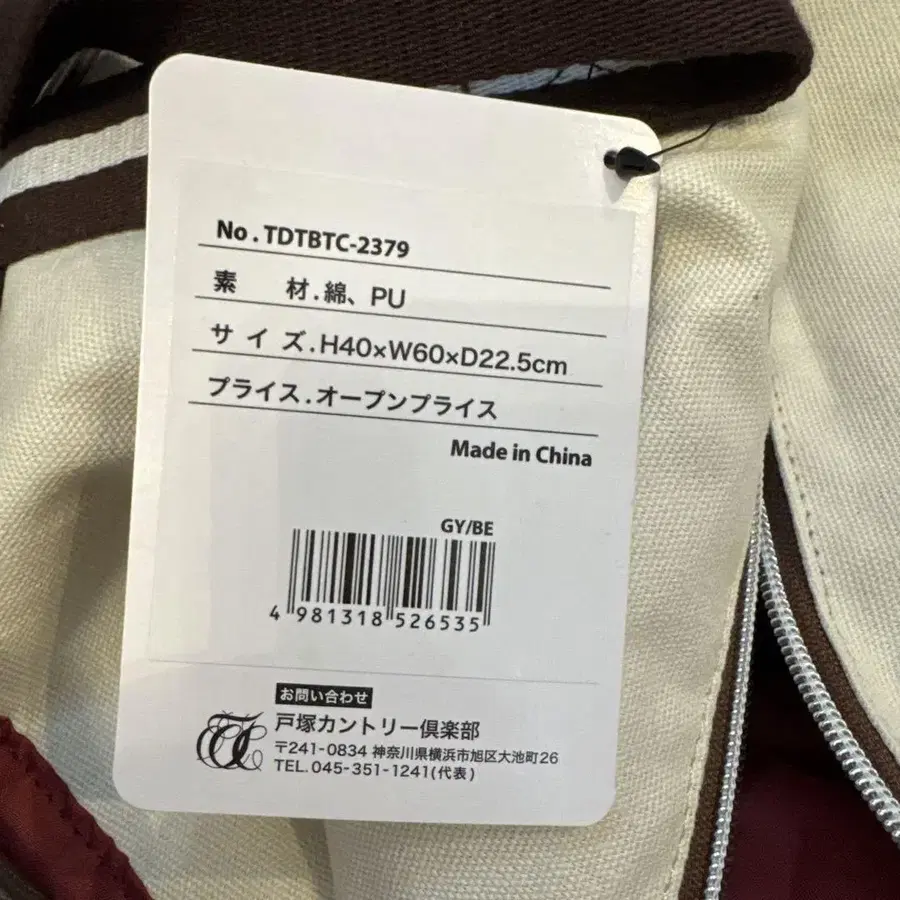 No.TDTBTC-2379
素　材.綿、PU
サイズ.H40×W60×D22.5cm
プライス.オープンプライス
Made in China
GY/BE
4 981318 526535
お問い合わせ
戸塚カントリー倶楽部
〒241-0834 神奈川県横浜市旭区大池町26
TEL.045-351-1241(代表)